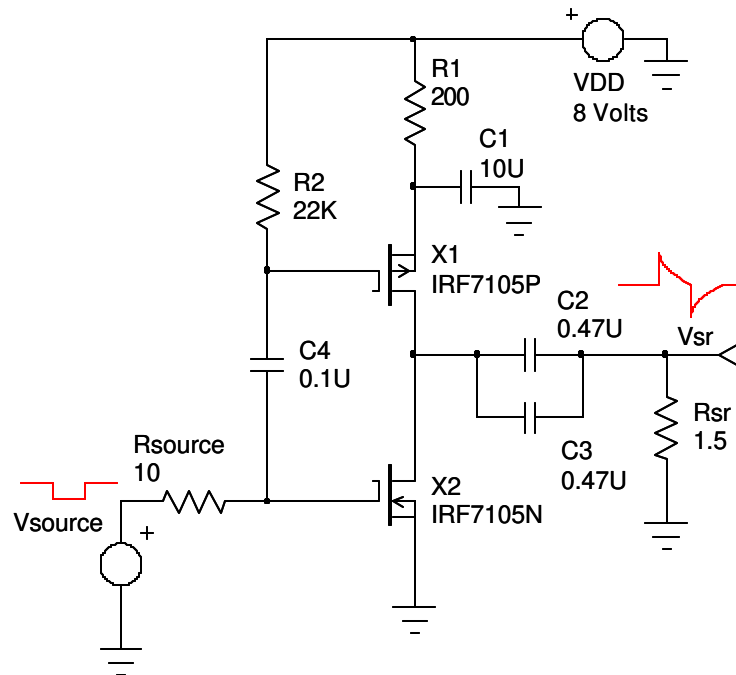 +
VDD
8 Volts
R1
200
C1
10U
R2
22K
X1
IRF7105P
C2
0.47U
Vsr
C4
0.1U
Rsr
1.5
C3
0.47U
Rsource
10
X2
IRF7105N
Vsource
+